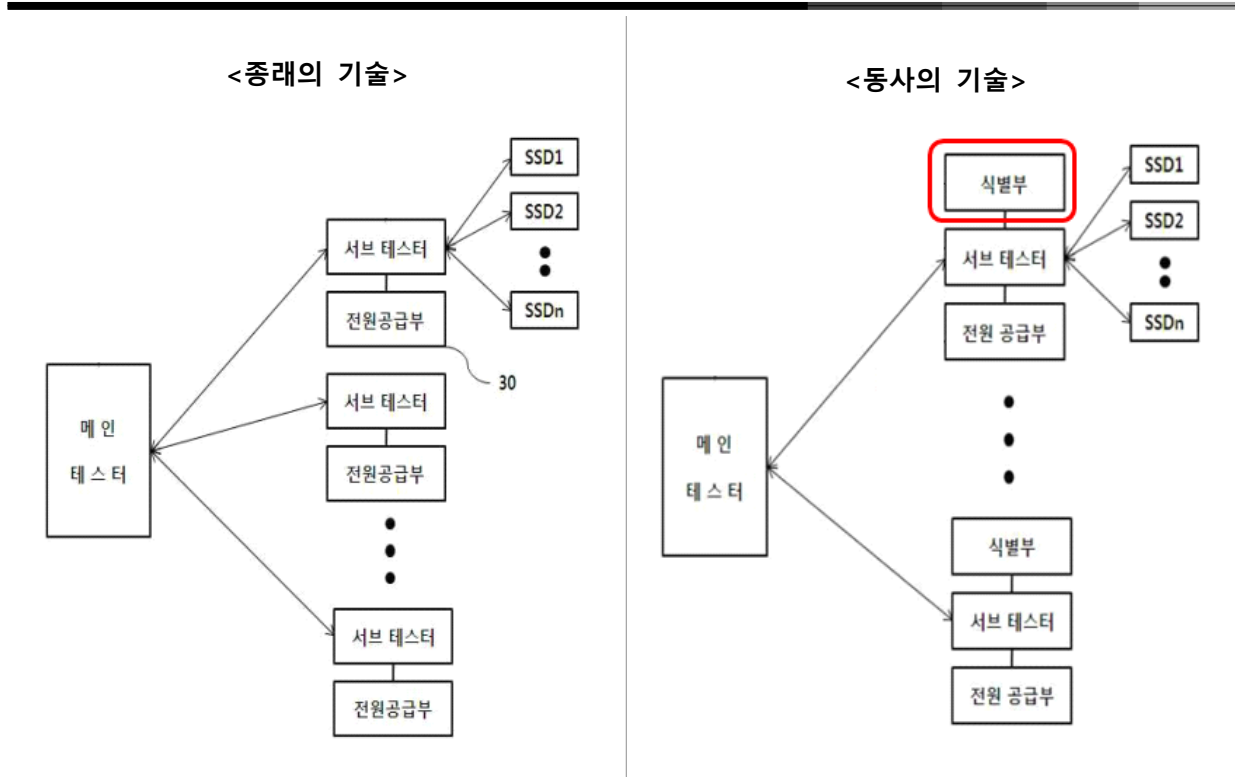 <종래의 기술>
SSD1
SSD2
서브 테스터
SSDn
전원공급부
30
서브 테스터
메 인
테 스 터
전원공급부
서브 테스터
전원공급부
<동사의 기술>
식별부
SSD1
SSD2
서브 테스터
SSDn
전원 공급부
메 인
테 스 터
식별부
서브 테스터
전원 공급부